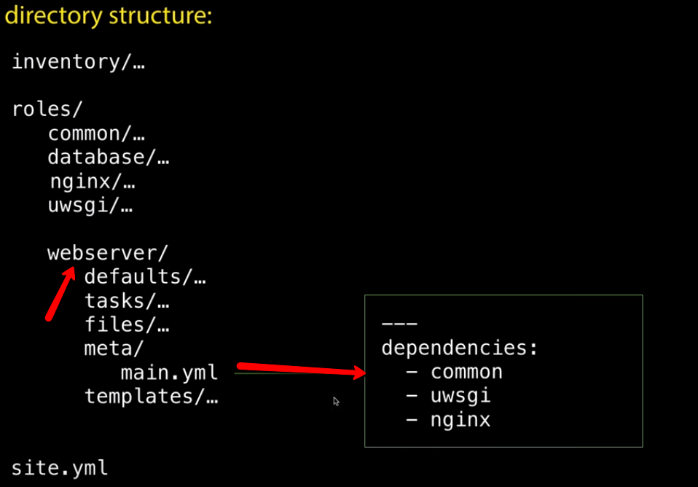 directory structure:
inventory/…
roles/
common/…
database/…
nginx/…
uwsgi/…
webserver/
defaults/…
tasks/…
files/…
meta/
main.yml
templates/…
site.yml
---
dependencies:
- common
- uwsgi
- nginx